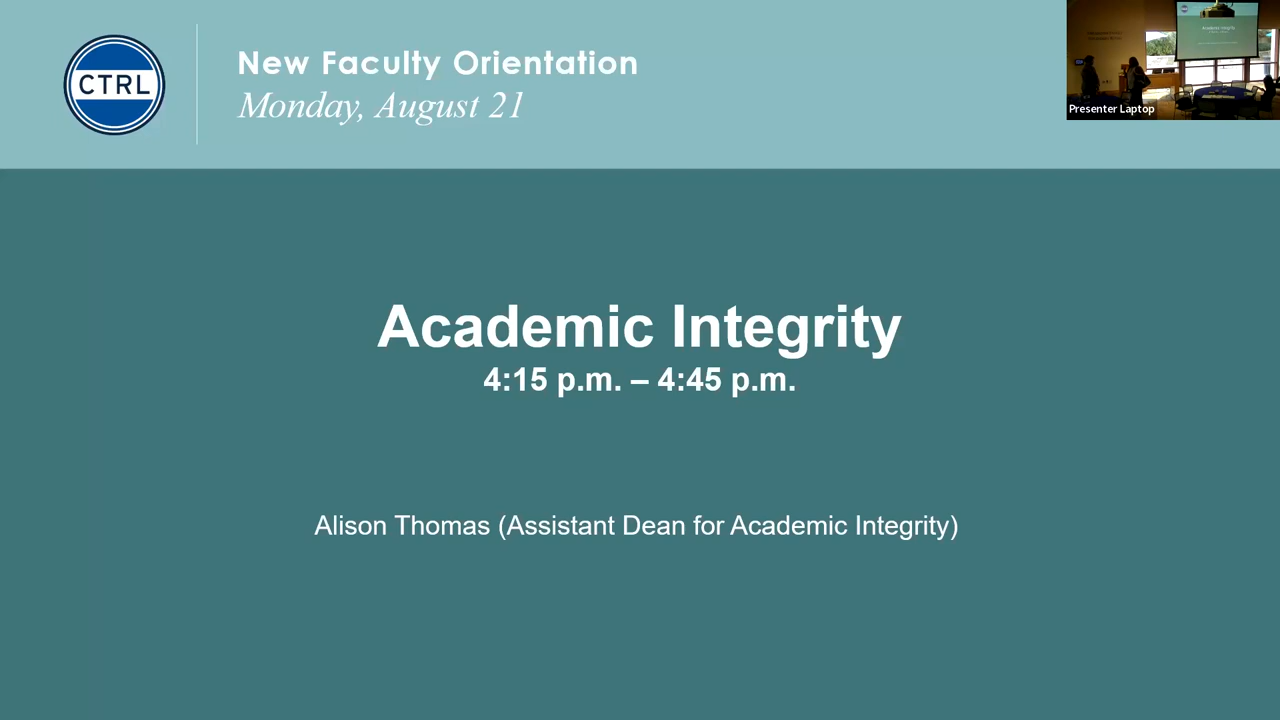 CTRL
New Faculty Orientation
Monday, August 21
Presenter Laptop
Academic Integrity
4:15 p.m. – 4:45 p.m.
Alison Thomas (Assistant Dean for Academic Integrity)